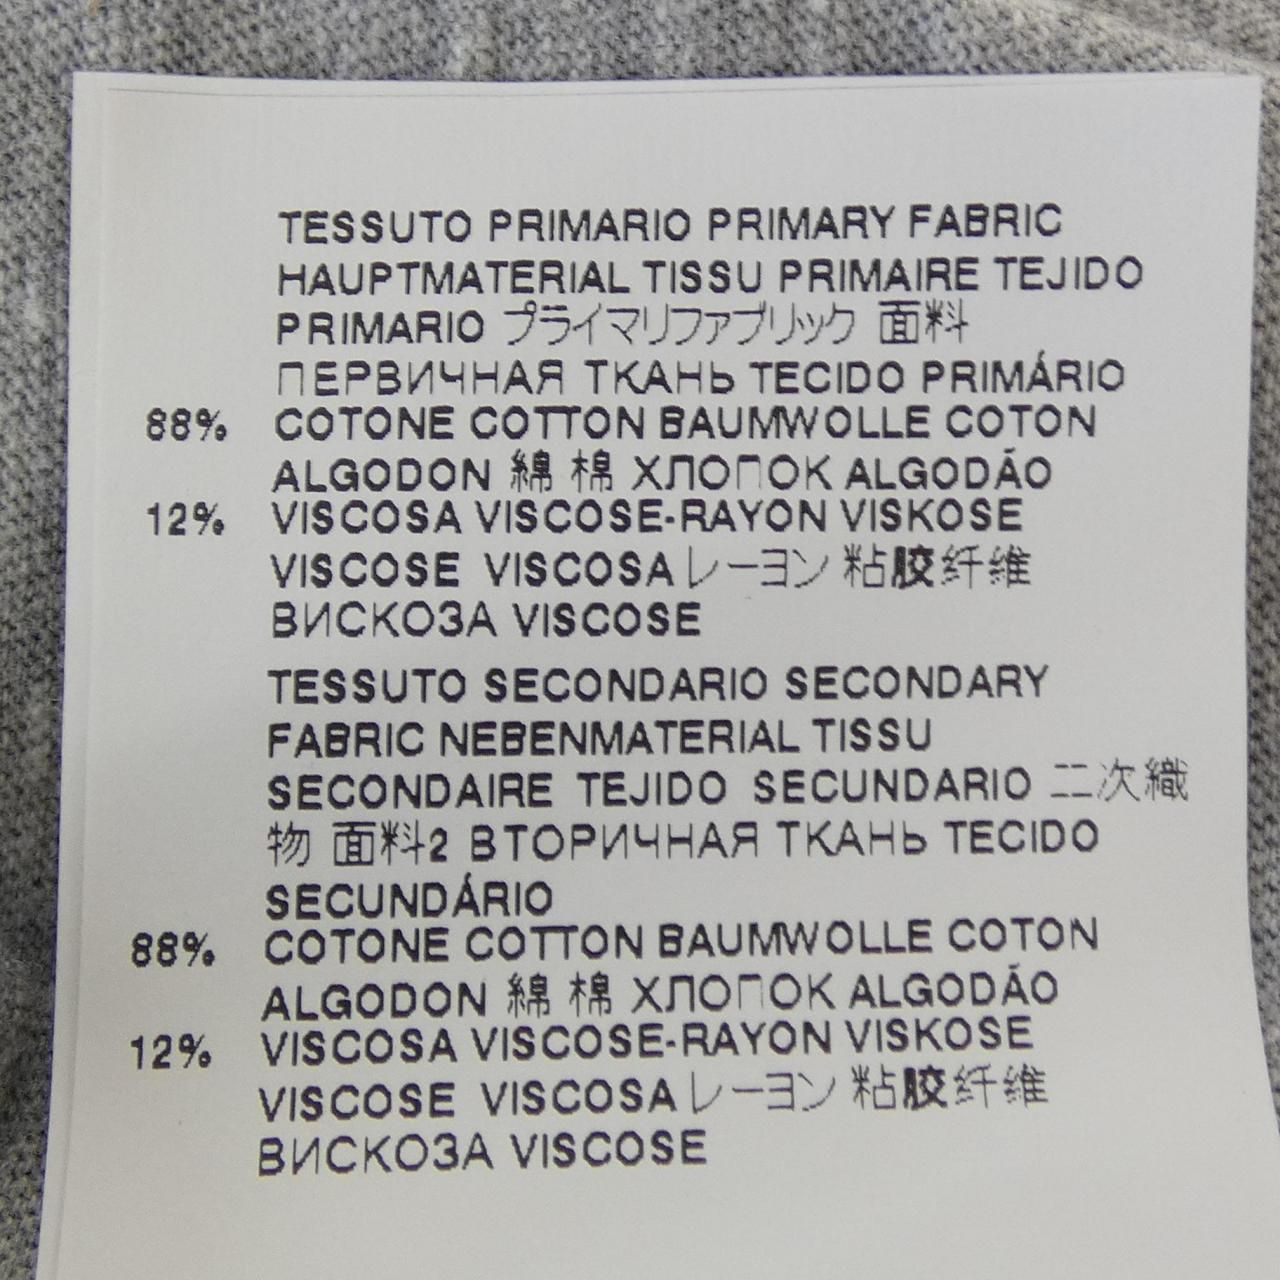 TESSUTO PRIMARIO PRIMARY FABRIC
HAUPTMATERIAL TISSU PRIMAIRE TEJIDO
PRIMARIO プライマリファブリック 面料
ПЕРВИЧНАЯ ТКАНЬ TECIDO PRIMÁRIO
88% COTONE COTTON BAUMWOLLE COTON
ALGODON 綿 棉 ХЛОПОК ALGODÃO
12% VISCOSA VISCOSE-RAYON VISKOSE
VISCOSE VISCOSA レーヨン 粘胶纤维
ВИСКОЗА VISCOSE
TESSUTO SECONDARIO SECONDARY
FABRIC NEBENMATERIAL TISSU
SECONDAIRE TEJIDO SECUNDARIO 二次織
物 面料2 ВТОРИЧНАЯ ТКАНЬ TECIDO
SECUNDÁRIO
88% COTONE COTTON BAUMWOLLE COTON
ALGODON 綿 棉 ХЛОПОК ALGODÃO
12% VISCOSA VISCOSE-RAYON VISKOSE
VISCOSE VISCOSA レーヨン 粘胶纤维
ВИСКОЗА VISCOSE